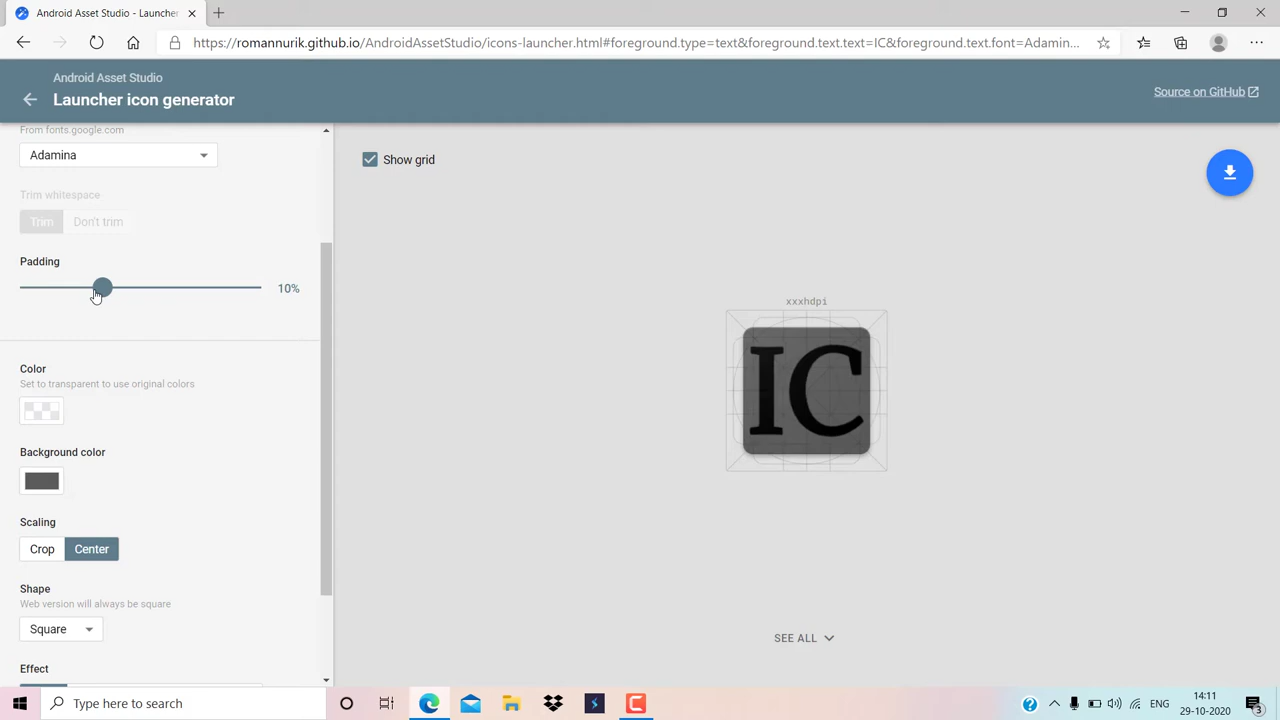 Android Asset Studio - Launcher
https://romannurik.github.io/AndroidAssetStudio/icons-launcher.html#foreground.type=text&foreground.text.text=IC&foreground.text.font=Adamin...
Android Asset Studio
Launcher icon generator
Source on GitHub
From fonts.google.com
Adamina
Show grid
Trim whitespace
Trim
Don't trim
Padding
10%
xxxhdpi
IC
Color
Set to transparent to use original colors
Background color
Scaling
Crop
Center
Shape
Web version will always be square
Square
SEE ALL
Effect
Type here to search
ENG
14:11
29-10-2020
3